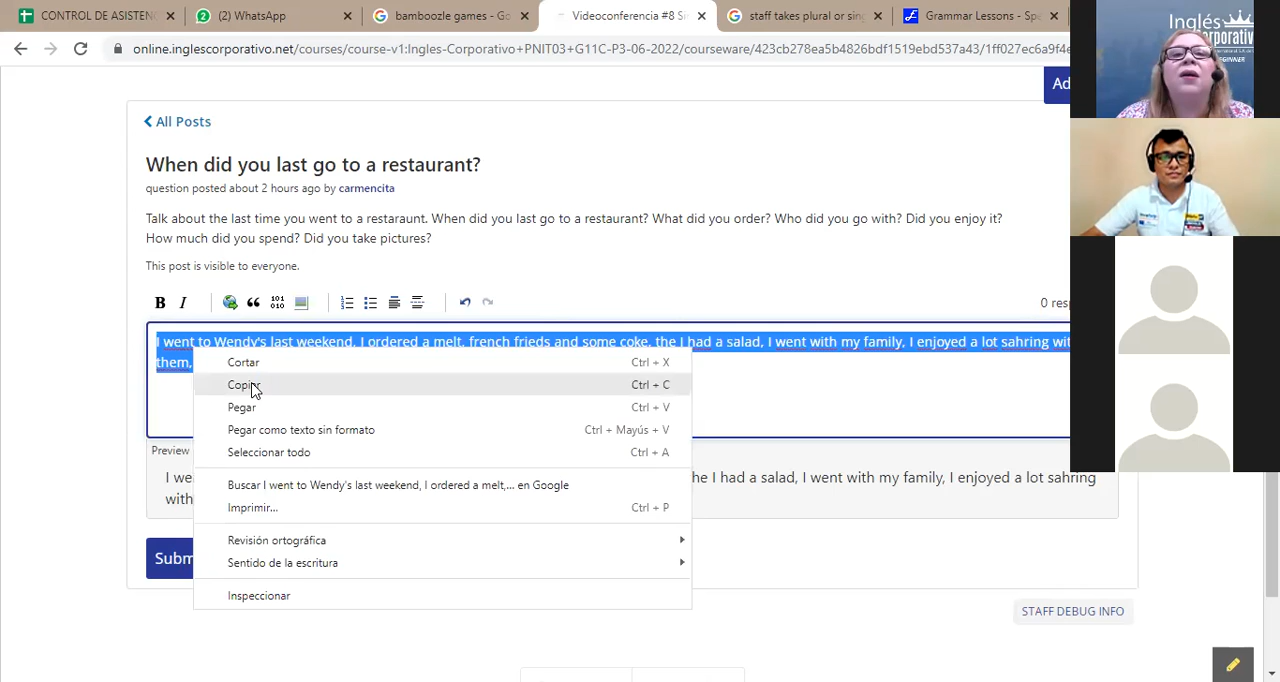 CONTROL DE ASISTEN
(2) WhatsApp
bamboozle games - Go
Videoconferencia #8 Si
staff takes plural or sin
Grammar Lessons - Spe
online.inglescorporativo.net/courses/course-v1:Ingles-Corporativo+PNIT03+G11C-P3-06-2022/courseware/423cb278ea5b4826bdf1519ebd537a43/1ff027ec6a9f4e
Inglés
Corporativo
Ad
All Posts
When did you last go to a restaurant?
question posted about 2 hours ago by carmencita
Talk about the last time you went to a restaraunt. When did you last go to a restaurant? What did you order? Who did you go with? Did you enjoy it?
How much did you spend? Did you take pictures?
This post is visible to everyone.
B I
0 resp
I went to Wendy's last weekend, I ordered a melt, french frieds and some coke, the I had a salad, I went with my family, I enjoyed a lot sahring wit
them,
Cortar Ctrl + X
Copiar Ctrl + C
Pegar Ctrl + V
Pegar como texto sin formato Ctrl + Mayús + V
Seleccionar todo Ctrl + A
Buscar I went to Wendy's last weekend, I ordered a melt,... en Google
Imprimir... Ctrl + P
Revisión ortográfica
Sentido de la escritura
Inspeccionar
Preview
I we
he I had a salad, I went with my family, I enjoyed a lot sahring
with
Subm
STAFF DEBUG INFO